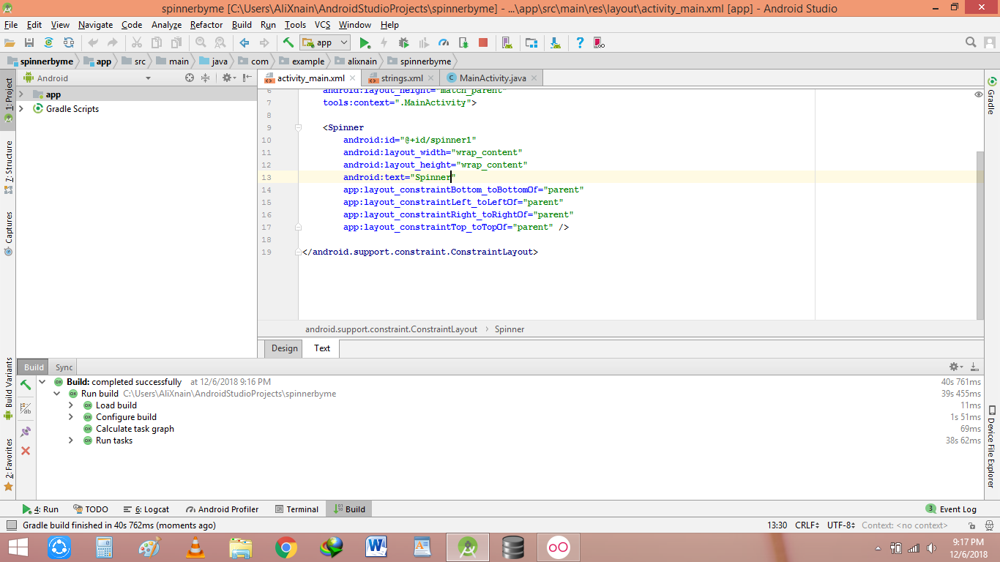 spinnerbyme [C:\Users\AliXnain\AndroidStudioProjects\spinnerbyme] - ...\app\src\main\res\layout\activity_main.xml [app] - Android Studio
File Edit View Navigate Code Analyze Refactor Build Run Tools VCS Window Help
app
spinnerbyme app src main java com example alixnain spinnerbyme
1: Project
7: Structure
Captures
Build Variants
2: Favorites
Android
app
Gradle Scripts
activity_main.xml strings.xml MainActivity.java
6 android:layout_height="match_parent"
7 tools:context=".MainActivity">
8
9 <Spinner
10 android:id="@+id/spinner1"
11 android:layout_width="wrap_content"
12 android:layout_height="wrap_content"
13 android:text="Spinner"
14 app:layout_constraintBottom_toBottomOf="parent"
15 app:layout_constraintLeft_toLeftOf="parent"
16 app:layout_constraintRight_toRightOf="parent"
17 app:layout_constraintTop_toTopOf="parent" />
18
19 </android.support.constraint.ConstraintLayout>
android.support.constraint.ConstraintLayout › Spinner
Design Text
Gradle
Device File Explorer
Build Sync
Build: completed successfully at 12/6/2018 9:16 PM 40s 761ms
Run build C:\Users\AliXnain\AndroidStudioProjects\spinnerbyme 39s 455ms
Load build 11ms
Configure build 1s 51ms
Calculate task graph 69ms
Run tasks 38s 62ms
4: Run TODO 6: Logcat Android Profiler Terminal Build 3 Event Log
Gradle build finished in 40s 762ms (moments ago) 13:30 CRLF UTF-8 Context: <no context>
9:17 PM
12/6/2018